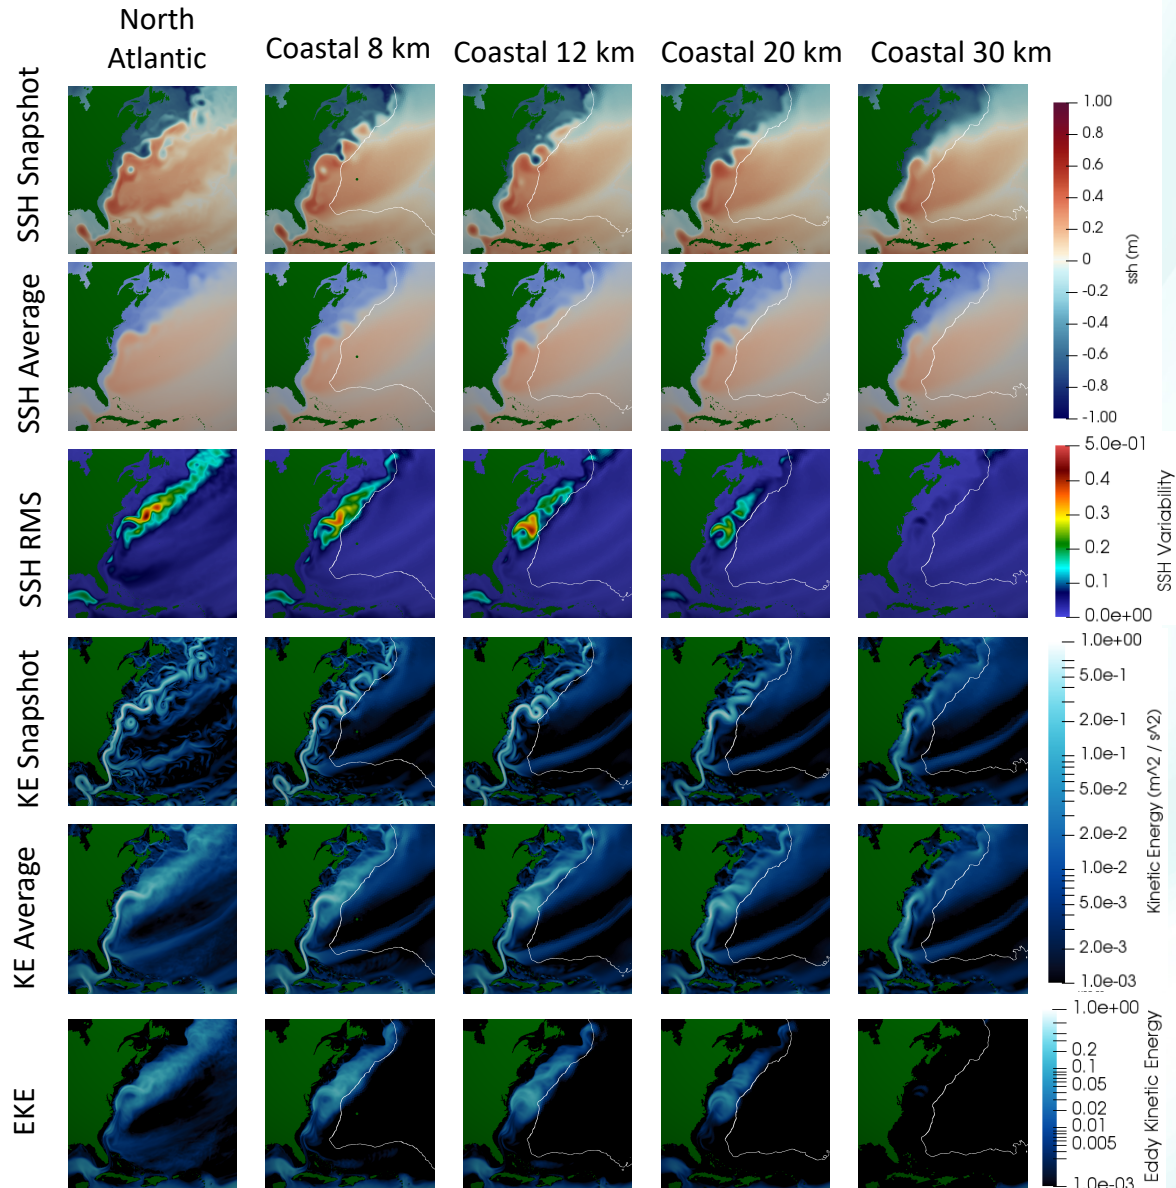 North
Atlantic
Coastal 8 km
Coastal 12 km
Coastal 20 km
Coastal 30 km
SSH Snapshot
1.00
0.8
0.6
0.4
0.2
0
-0.2
-0.4
-0.6
-0.8
-1.00
ssh (m)
SSH Average
SSH RMS
5.0e-01
0.4
0.3
0.2
0.1
0.0e+00
SSH Variability
KE Snapshot
1.0e+00
5.0e-1
2.0e-1
1.0e-1
5.0e-2
2.0e-2
1.0e-2
5.0e-3
2.0e-3
1.0e-03
Kinetic Energy (m^2 / s^2)
KE Average
EKE
1.0e+00
0.2
0.1
0.05
0.02
0.01
0.005
1.0e-03
Eddy Kinetic Energy